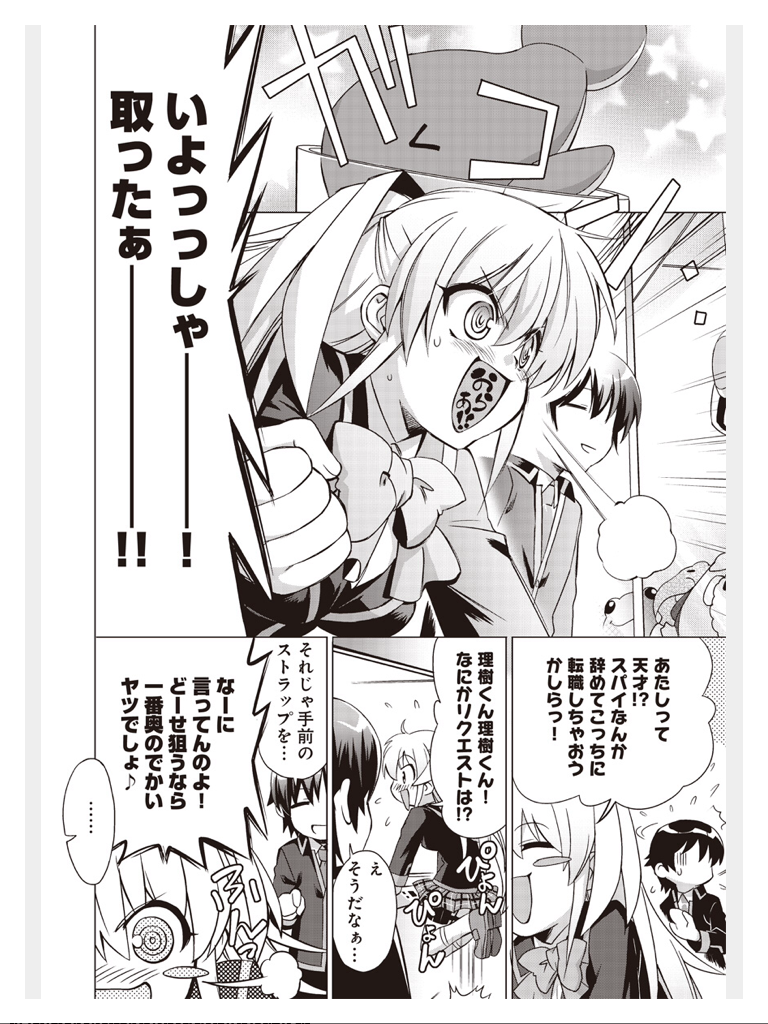 ガコン
おらあ!!
いよっっしゃ――――!
取ったぁ――――!!
あたしって
天才!?
スパイなんか
辞めてこっちに
転職しちゃおう
かしらっ!
理樹くん理樹くん!
なにかリクエストは!?
ぴょん
ぴょん
え
そうだなぁ…
それじゃ手前の
ストラップを…
なーに
言ってんのよ!
どーせ狙うなら
一番奥のでかい
ヤツでしょ♪
……